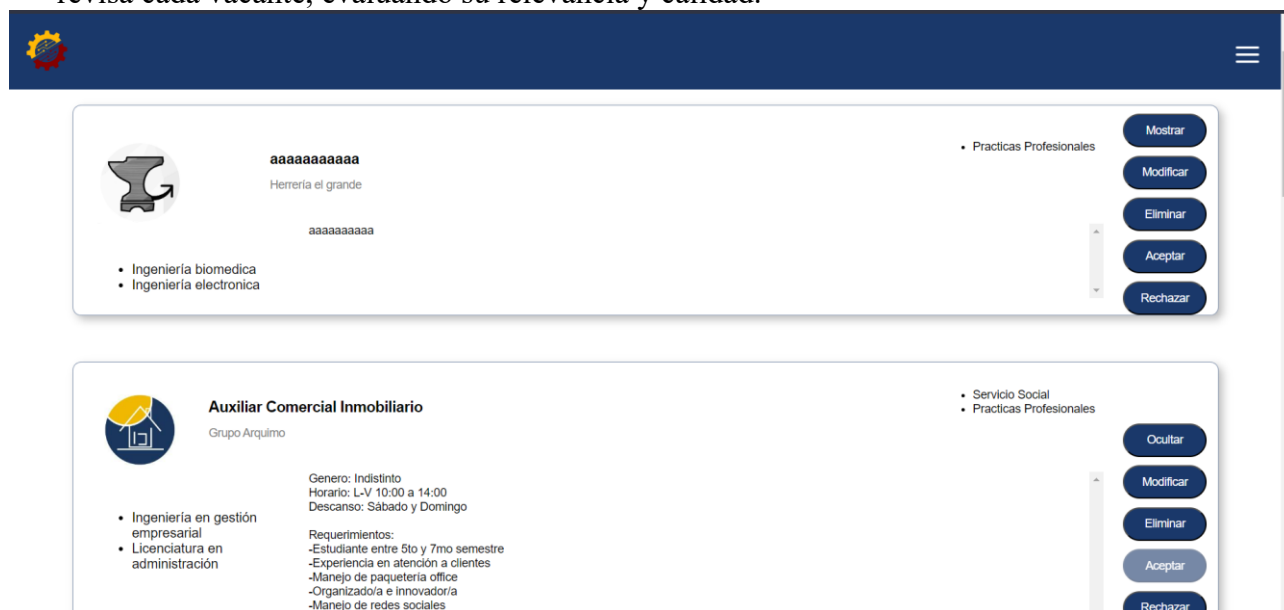 revisa cada vacante, evaluando su relevancia y calidad.
aaaaaaaaaaa
Herrería el grande
aaaaaaaaaa
• Ingeniería biomedica
• Ingeniería electronica
• Practicas Profesionales
Mostrar
Modificar
Eliminar
Aceptar
Rechazar
Auxiliar Comercial Inmobiliario
Grupo Arquimo
• Ingeniería en gestión
empresarial
• Licenciatura en
administración
Genero: Indistinto
Horario: L-V 10:00 a 14:00
Descanso: Sábado y Domingo
Requerimientos:
-Estudiante entre 5to y 7mo semestre
-Experiencia en atención a clientes
-Manejo de paquetería office
-Organizado/a e innovador/a
-Manejo de redes sociales
• Servicio Social
• Practicas Profesionales
Ocultar
Modificar
Eliminar
Aceptar
Rechazar